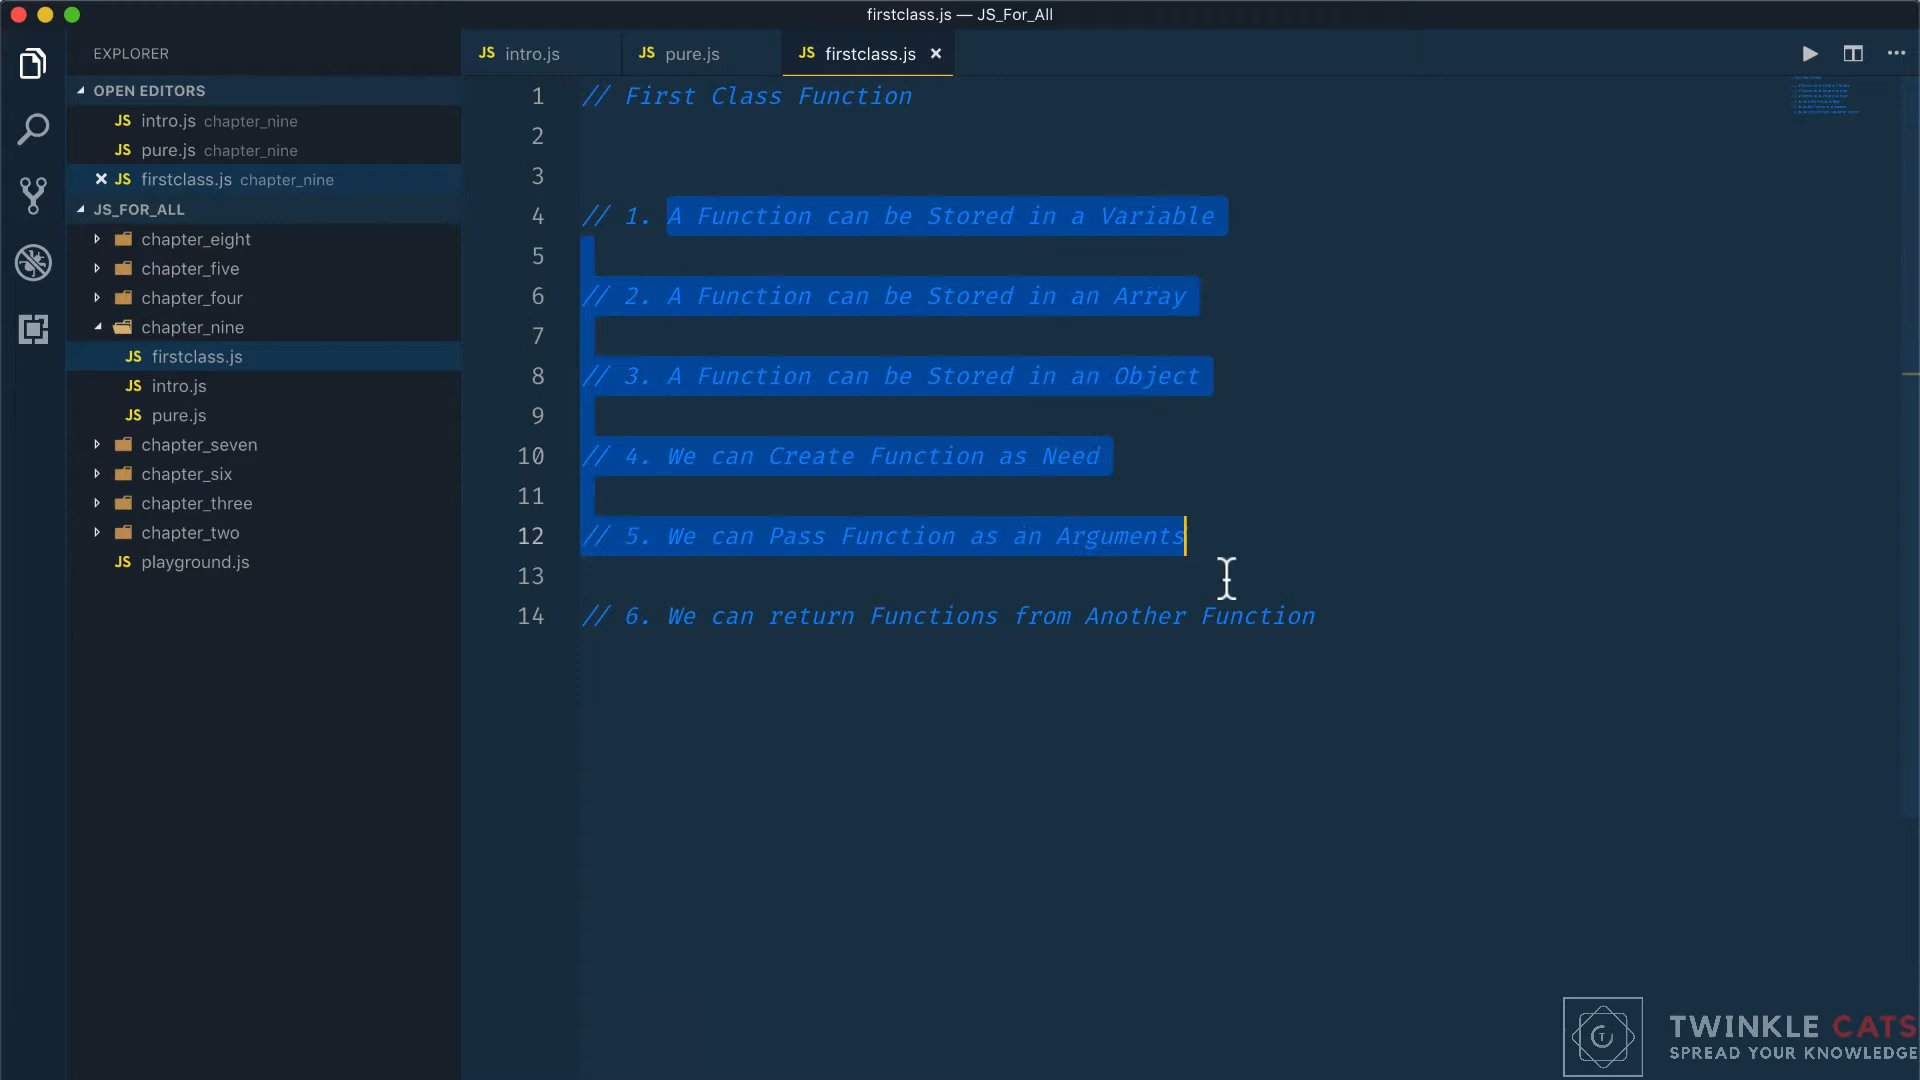 firstclass.js — JS_For_All
EXPLORER
OPEN EDITORS
JS intro.js chapter_nine
JS pure.js chapter_nine
JS firstclass.js chapter_nine
JS_FOR_ALL
chapter_eight
chapter_five
chapter_four
chapter_nine
JS firstclass.js
JS intro.js
JS pure.js
chapter_seven
chapter_six
chapter_three
chapter_two
JS playground.js
JS intro.js
JS pure.js
JS firstclass.js
1 // First Class Function
2
3
4 // 1. A Function can be Stored in a Variable
5
6 // 2. A Function can be Stored in an Array
7
8 // 3. A Function can be Stored in an Object
9
10 // 4. We can Create Function as Need
11
12 // 5. We can Pass Function as an Arguments
13
14 // 6. We can return Functions from Another Function
TWINKLE CATS
SPREAD YOUR KNOWLEDGE